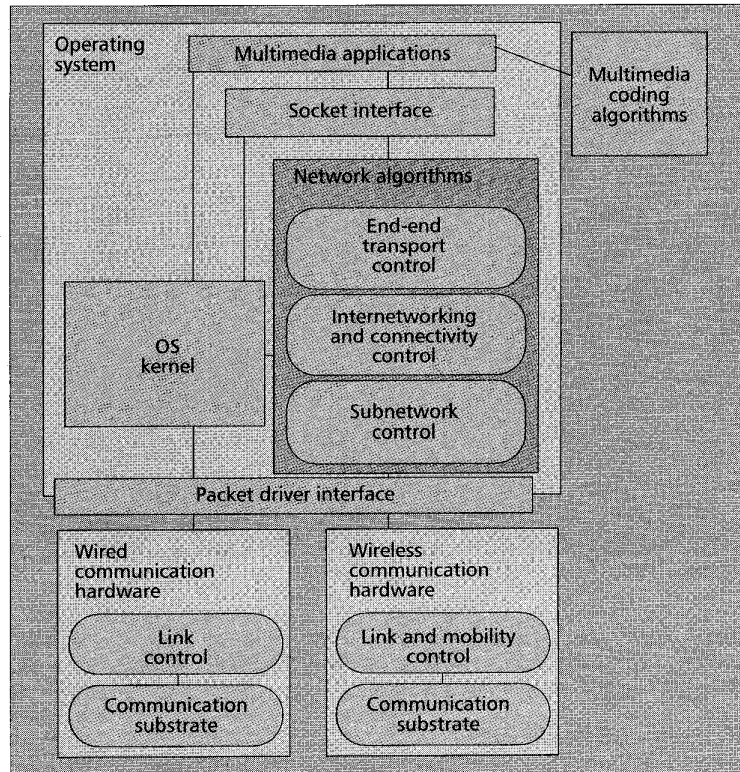 Operating
system
Multimedia applications
Multimedia
coding
algorithms
Socket interface
Network algorithms
End-end
transport
control
Internetworking
and connectivity
control
Subnetwork
control
OS
kernel
Packet driver interface
Wired
communication
hardware
Link
control
Communication
substrate
Wireless
communication
hardware
Link and mobility
control
Communication
substrate